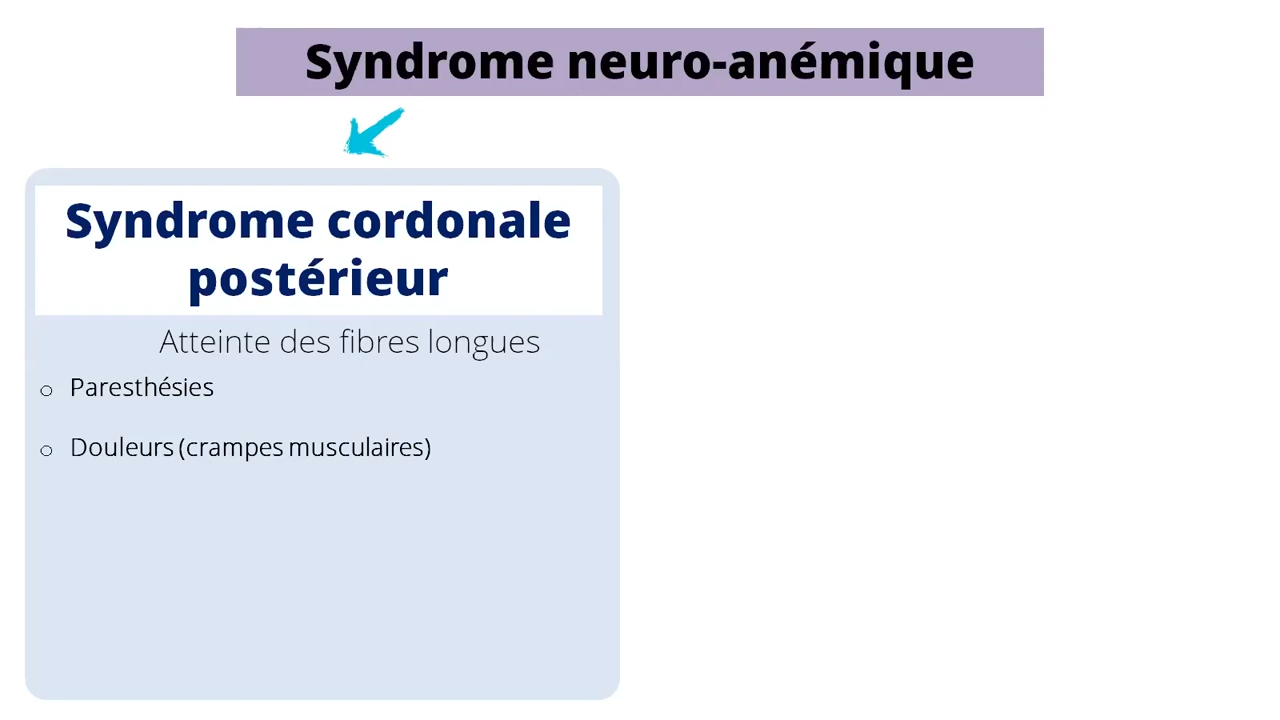 Syndrome neuro-anémique
Syndrome cordonale
postérieur
Atteinte des fibres longues
o Paresthésies
o Douleurs (crampes musculaires)